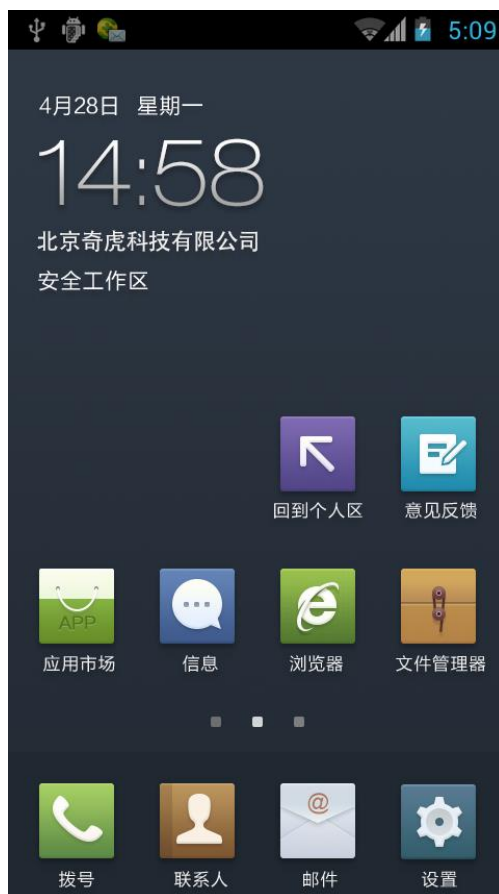 5:09
4月28日 星期一
14:58
北京奇虎科技有限公司
安全工作区
回到个人区 意见反馈
APP
应用市场 信息 浏览器 文件管理器
@
拨号 联系人 邮件 设置